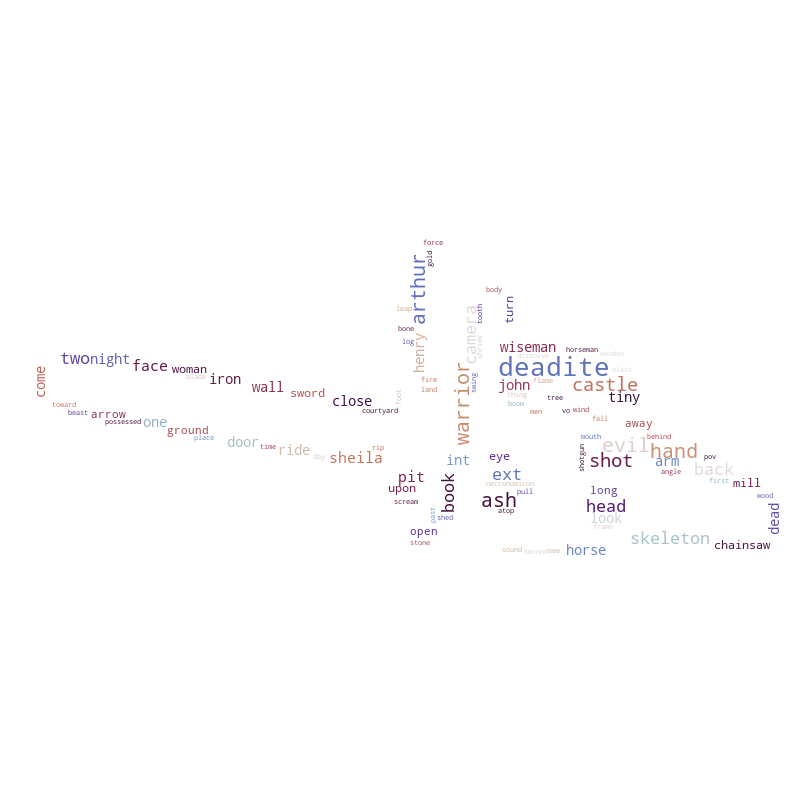 force
gold
arthur
body
leap
tooth
turn
bone
log
camera
shriek
henry
wiseman
horseman
wooden
dissolve
two
night
face
woman
blade
iron
wall
sword
close
courtyard
foot
fire
land
warrior
swing
deadite
black
john
flame
castle
tiny
thing
boom
tree
men
vo
wind
fall
come
toward
beast
arrow
possessed
one
ground
place
door
time
ride
day
sheila
rip
int
eye
mouth
evil
away
behind
hand
shotgun
shot
arm
angle
pov
back
first
mill
wood
dead
pit
upon
scream
book
past
shed
ext
necronomicon
pull
ash
atop
long
head
look
frame
open
stone
sound
second
see
horse
skeleton
chainsaw